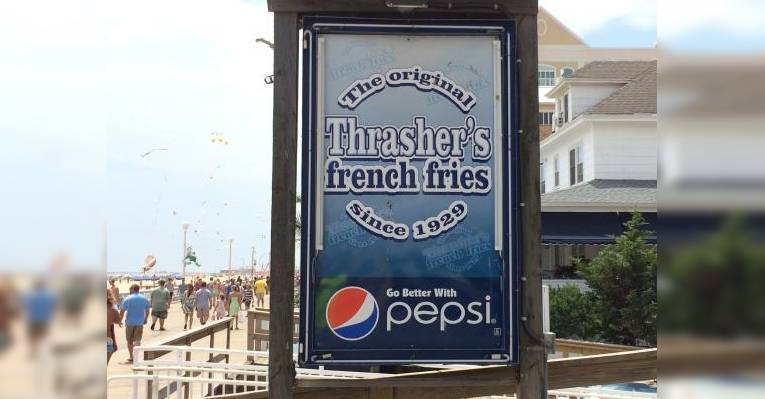 The original
Thrasher's
french fries
since 1929
Go Better With
pepsi